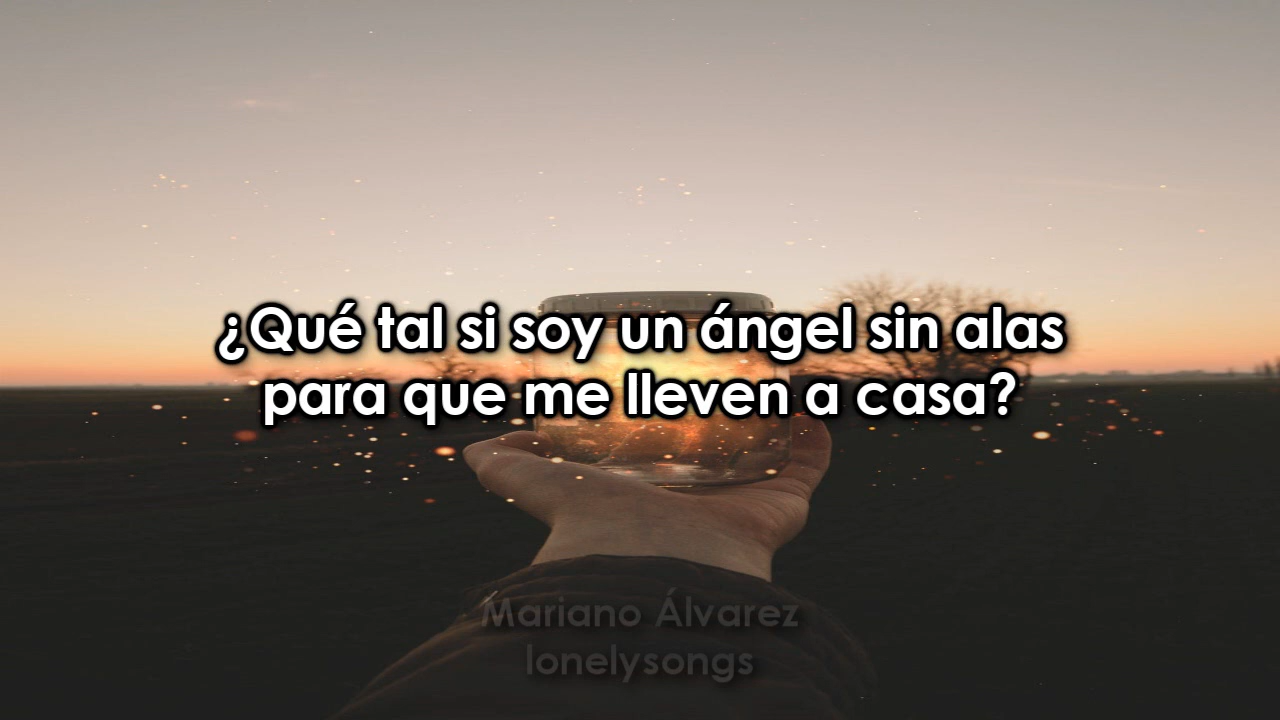 ¿Qué tal si soy un ángel sin alas
para que me lleven a casa?
Mariano Álvarez
lonelysongs